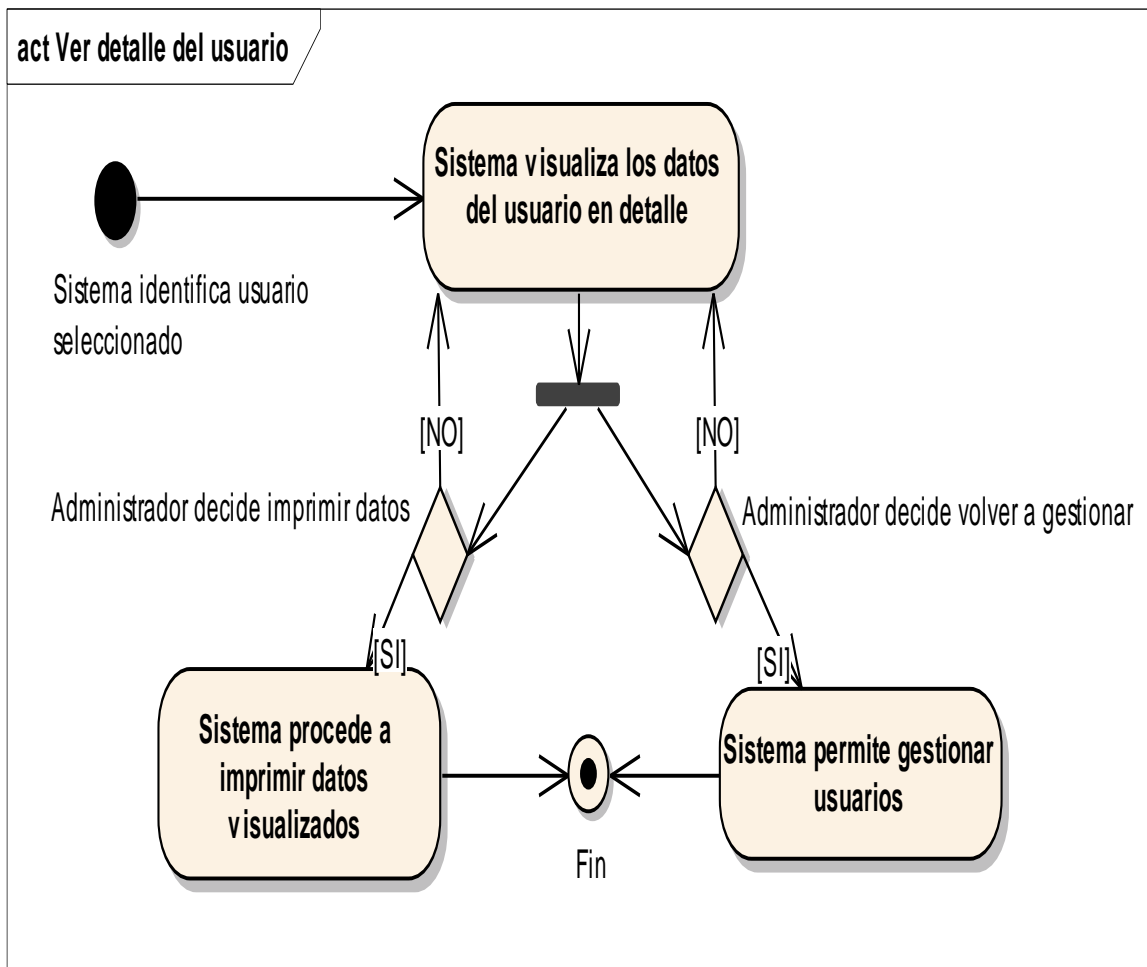 act Ver detalle del usuario
Sistema visualiza los datos
del usuario en detalle
Sistema identifica usuario
seleccionado
[NO]
[NO]
Administrador decide imprimir datos
Administrador decide volver a gestionar
[SI]
[SI]
Sistema procede a
imprimir datos
visualizados
Sistema permite gestionar
usuarios
Fin